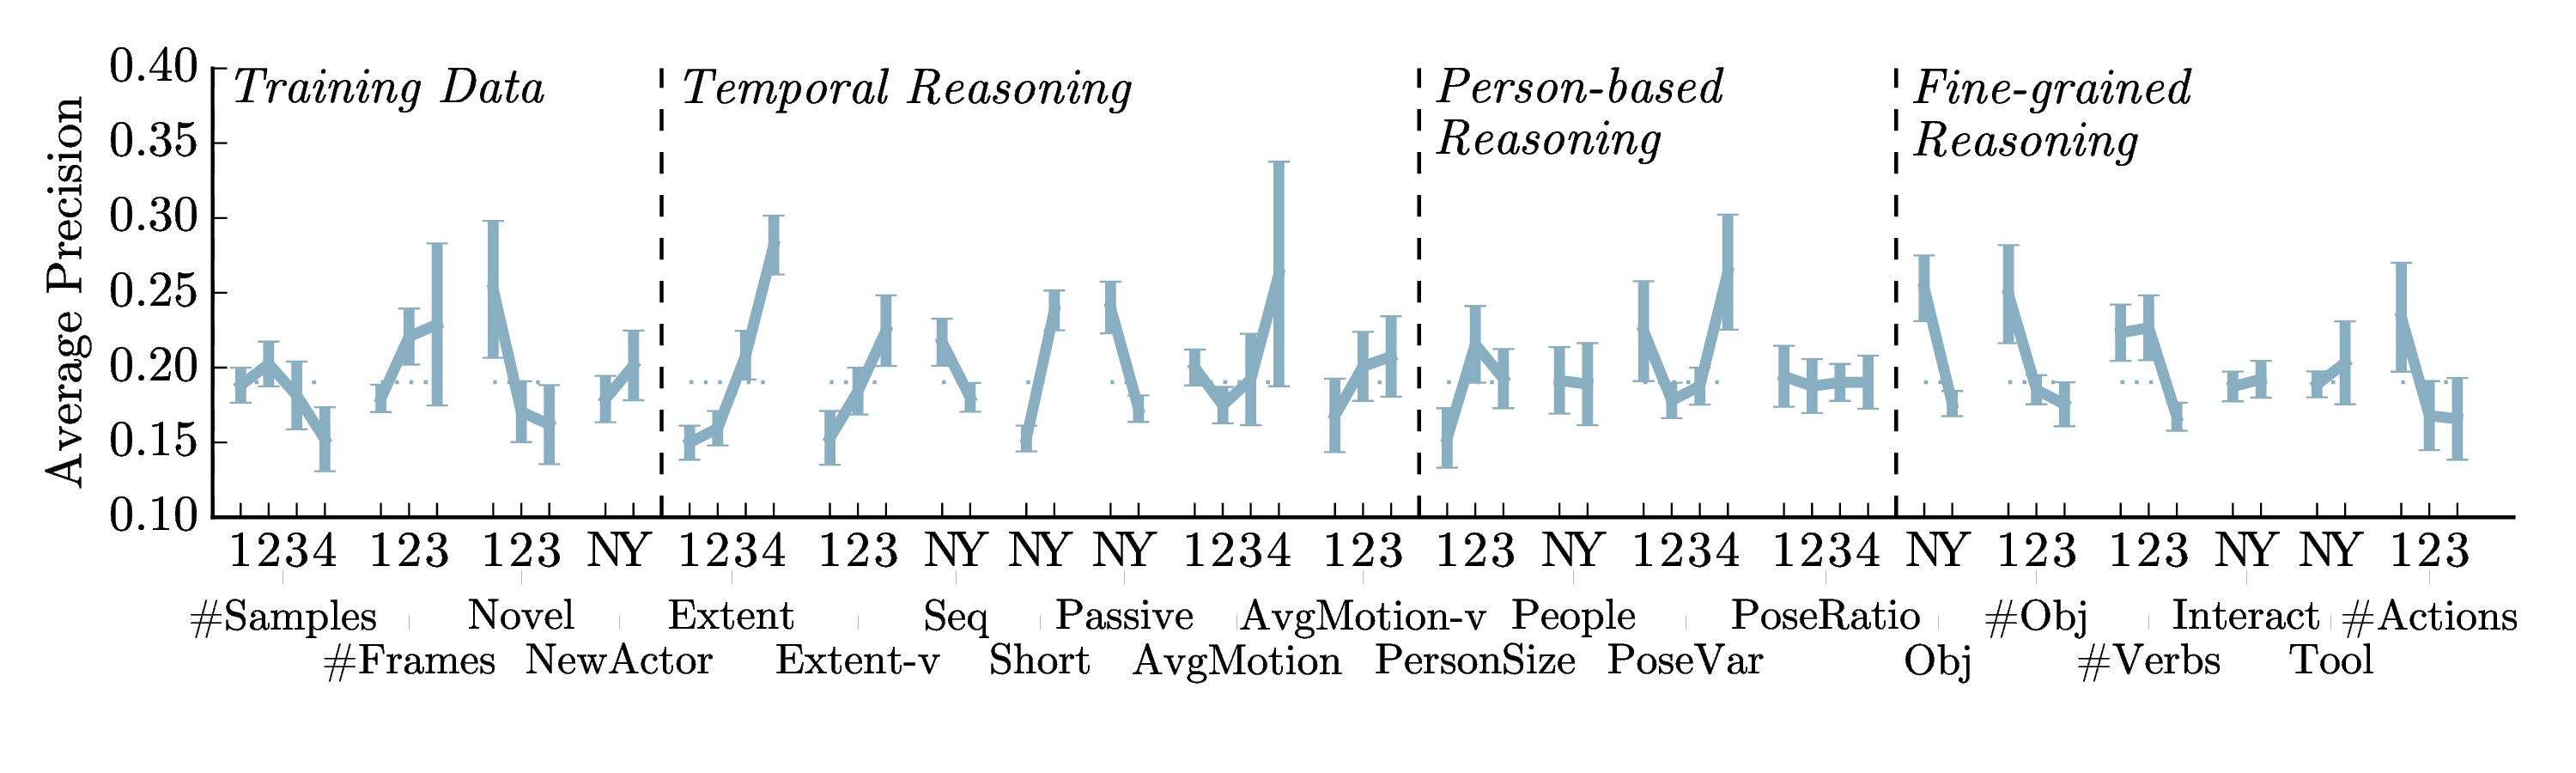 0.40
0.35
0.30
0.25
0.20
0.15
0.10
Average Precision
Training Data
Temporal Reasoning
Person-based
Reasoning
Fine-grained
Reasoning
1234 123 123 NY 1234 123 NY NY NY 1234 123 123 NY 1234 1234 NY 123 123 NY NY 123
#Samples Novel Extent Seq Passive AvgMotion-v People PoseRatio #Obj Interact #Actions
#Frames NewActor Extent-v Short AvgMotion PersonSize PoseVar Obj #Verbs Tool